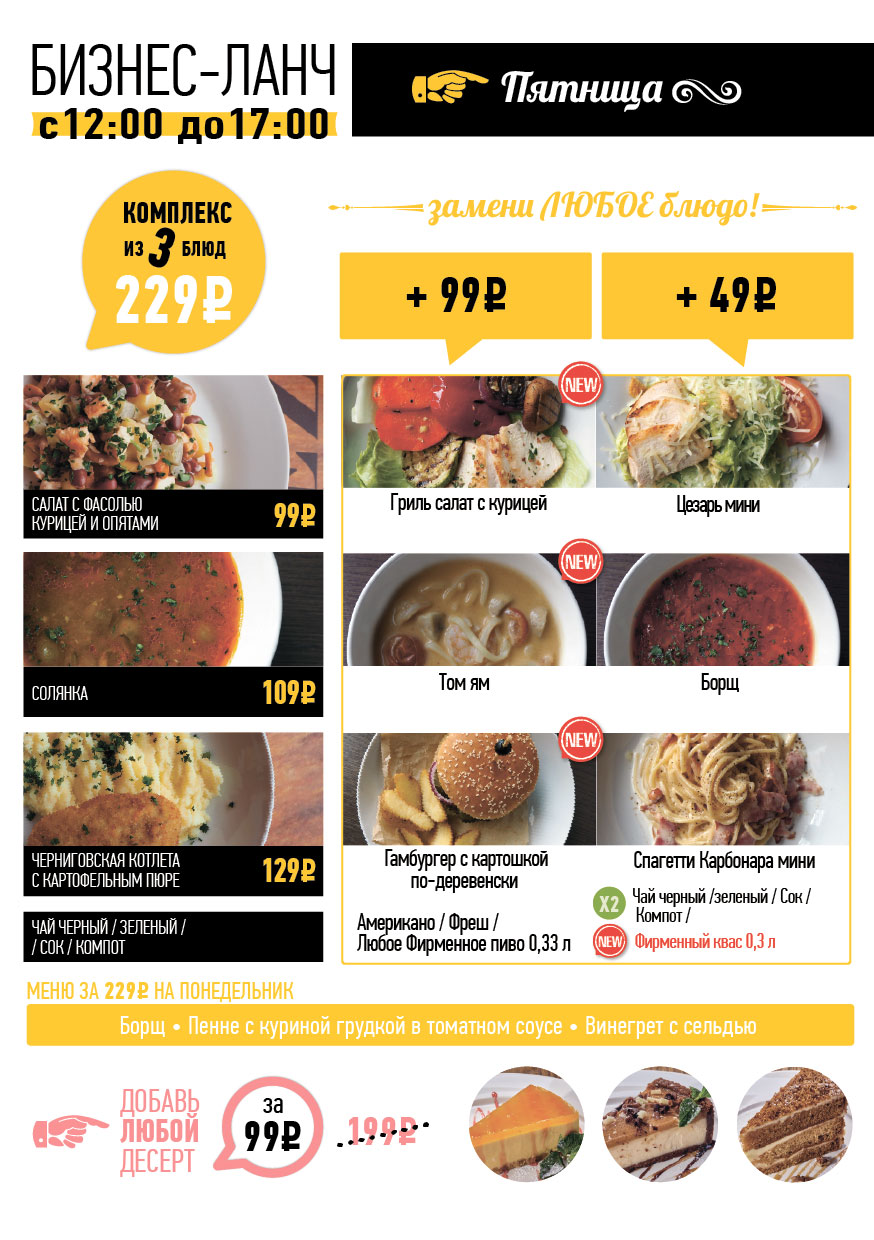 БИЗНЕС-ЛАНЧ
с 12:00 до 17:00
Пятница
КОМПЛЕКС
ИЗ 3 БЛЮД
229₽
замени ЛЮБОЕ блюдо!
+ 99₽
+ 49₽
САЛАТ С ФАСОЛЬЮ
КУРИЦЕЙ И ОПЯТАМИ
99₽
NEW
Гриль салат с курицей
Цезарь мини
СОЛЯНКА
109₽
NEW
Том ям
Борщ
ЧЕРНИГОВСКАЯ КОТЛЕТА
С КАРТОФЕЛЬНЫМ ПЮРЕ
129₽
NEW
Гамбургер с картошкой
по-деревенски
Спагетти Карбонара мини
ЧАЙ ЧЕРНЫЙ / ЗЕЛЕНЫЙ /
/ СОК / КОМПОТ
Американо / Фреш /
Любое Фирменное пиво 0,33 л
X2
Чай черный /зеленый / Сок /
Компот /
NEW
Фирменный квас 0,3 л
МЕНЮ ЗА 229₽ НА ПОНЕДЕЛЬНИК
Борщ • Пенне с куриной грудкой в томатном соусе • Винегрет с сельдью
ДОБАВЬ
ЛЮБОЙ
ДЕСЕРТ
за
99₽
199₽